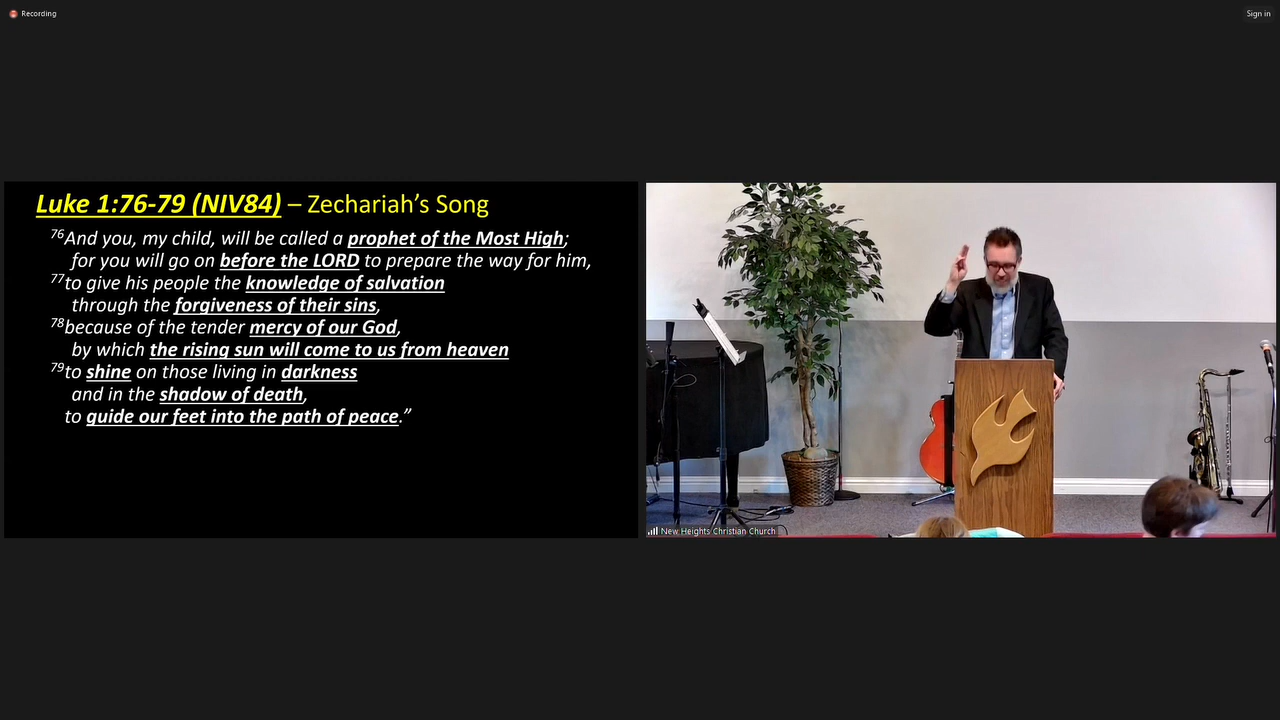 Recording
Sign in
Luke 1:76-79 (NIV84) – Zechariah’s Song
76And you, my child, will be called a prophet of the Most High;
for you will go on before the LORD to prepare the way for him,
77to give his people the knowledge of salvation
through the forgiveness of their sins,
78because of the tender mercy of our God,
by which the rising sun will come to us from heaven
79to shine on those living in darkness
and in the shadow of death,
to guide our feet into the path of peace.”
New Heights Christian Church